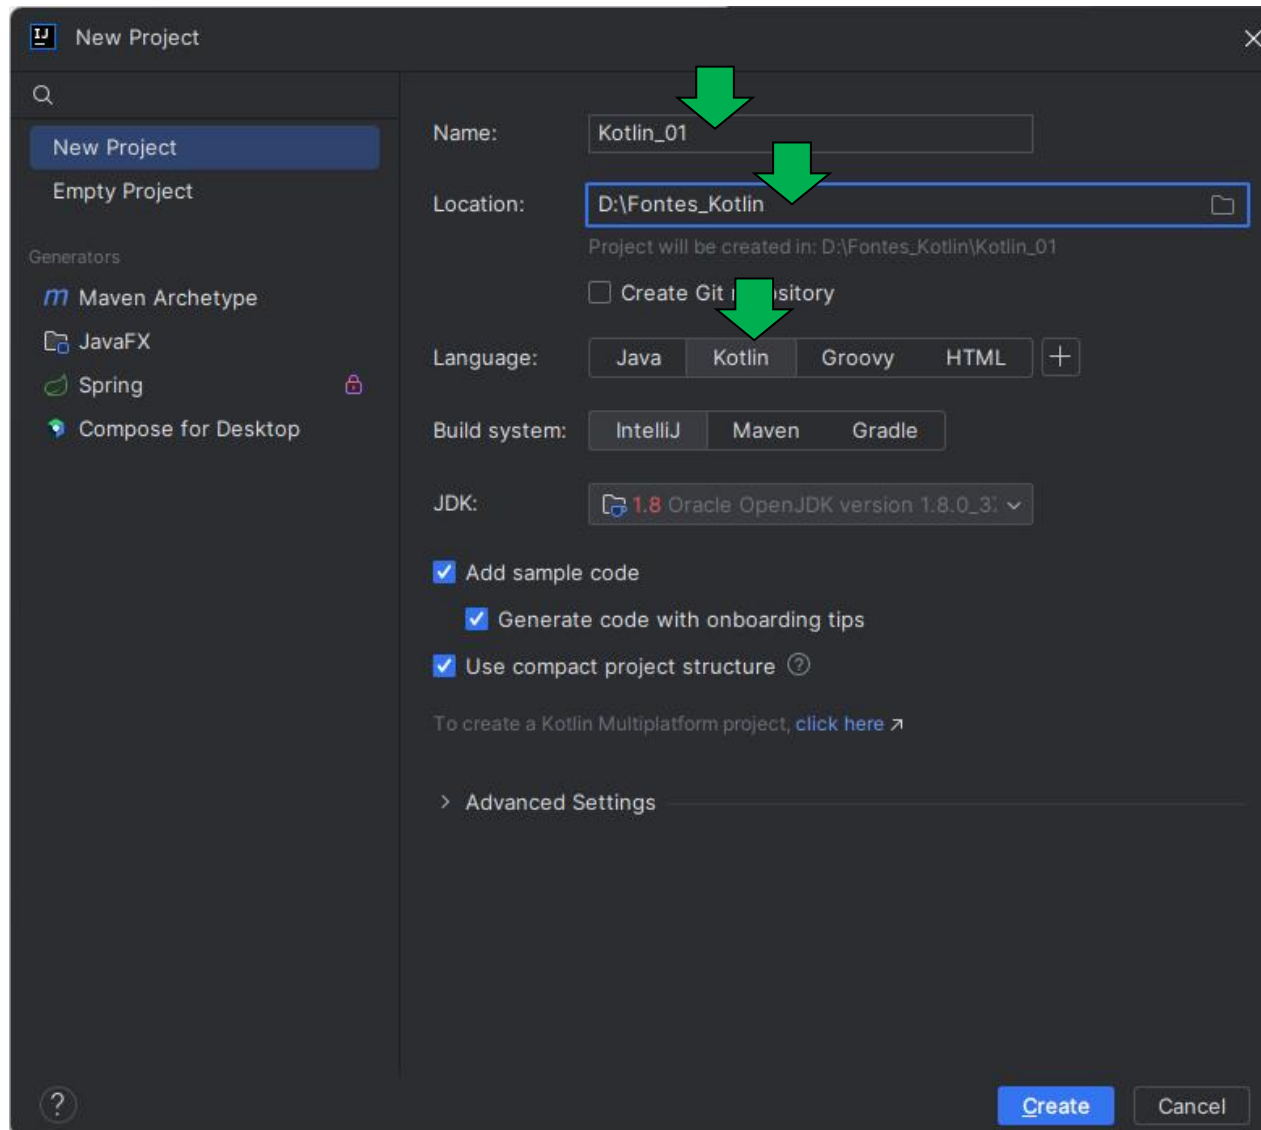 New Project
New Project
Empty Project
Generators
Maven Archetype
JavaFX
Spring
Compose for Desktop
Name: Kotlin_01
Location: D:\Fontes_Kotlin
Project will be created in: D:\Fontes_Kotlin\Kotlin_01
Create Git sitory
Language: Java Kotlin Groovy HTML
Build system: IntelliJ Maven Gradle
JDK: 1.8 Oracle OpenJDK version 1.8.0_3
Add sample code
Generate code with onboarding tips
Use compact project structure
To create a Kotlin Multiplatform project, click here
Advanced Settings
Create Cancel